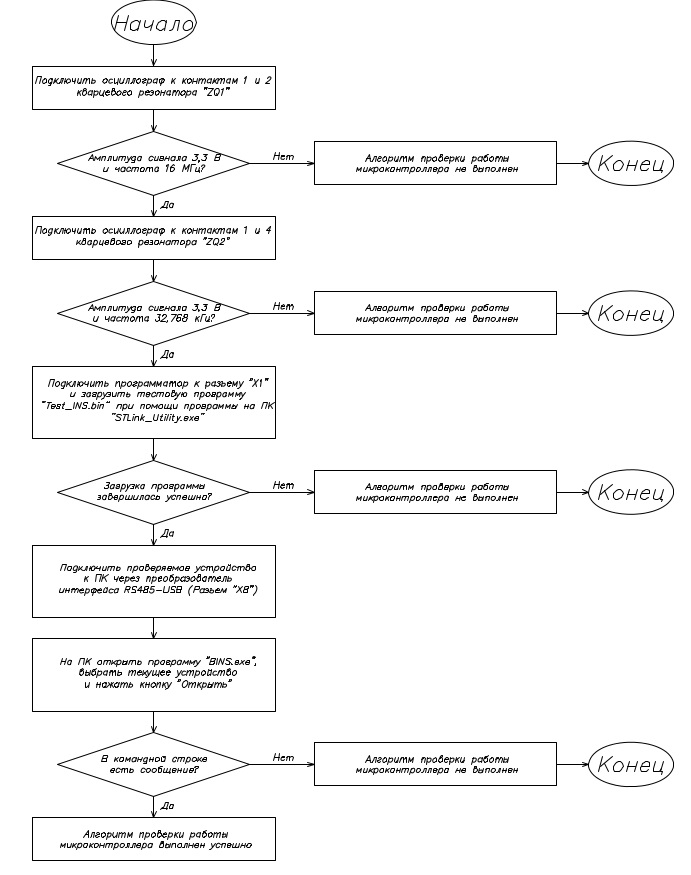 Начало
Подключить осциллограф к контактам 1 и 2
кварцевого резонатора "ZQ1"
Амплитуда сигнала 3,3 В
и частота 16 МГц?
Нет
Алгоритм проверки работы
микроконтроллера не выполнен
Конец
Да
Подключить осциллограф к контактам 1 и 4
кварцевого резонатора "ZQ2"
Амплитуда сигнала 3,3 В
и частота 32,768 кГц?
Нет
Алгоритм проверки работы
микроконтроллера не выполнен
Конец
Да
Подключить программатор к разъему "X1"
и загрузить тестовую программу
"Test_INS.bin" при помощи программы на ПК
"STLink_Utility.exe"
Загрузка программы
завершилась успешно?
Нет
Алгоритм проверки работы
микроконтроллера не выполнен
Конец
Да
Подключить проверяемое устройство
к ПК через преобразователь
интерфейса RS485-USB (Разъем "X8")
На ПК открыть программу "BINS.exe",
выбрать текущее устройство
и нажать кнопку "Открыть"
В командной строке
есть сообщение?
Нет
Алгоритм проверки работы
микроконтроллера не выполнен
Конец
Да
Алгоритм проверки работы
микроконтроллера выполнен успешно